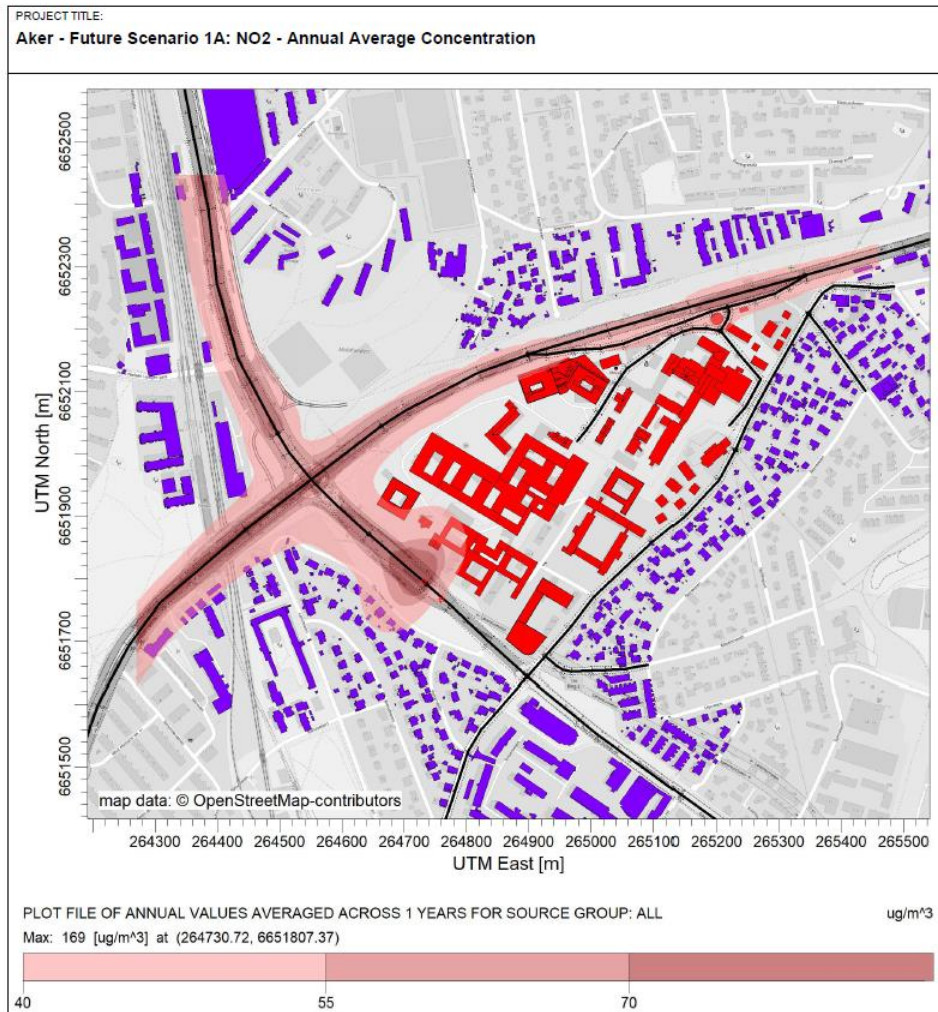 PROJECT TITLE:
Aker - Future Scenario 1A: NO2 - Annual Average Concentration
UTM North [m]
6652500
6652300
6652100
6651900
6651700
6651500
map data: © OpenStreetMap-contributors
264300 264400 264500 264600 264700 264800 264900 265000 265100 265200 265300 265400 265500
UTM East [m]
PLOT FILE OF ANNUAL VALUES AVERAGED ACROSS 1 YEARS FOR SOURCE GROUP: ALL ug/m^3
Max: 169 [ug/m^3] at (264730.72, 6651807.37)
40 55 70